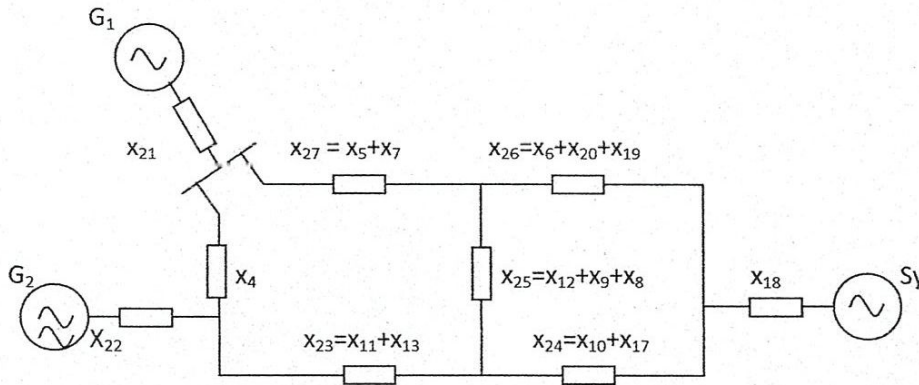 G₁
x₂₁
x₂₇ = x₅+x₇
x₂₆=x₆+x₂₀+x₁₉
G₂
X₂₂
x₄
x₂₅=x₁₂+x₉+x₈
x₁₈
Sy
x₂₃=x₁₁+x₁₃
x₂₄=x₁₀+x₁₇